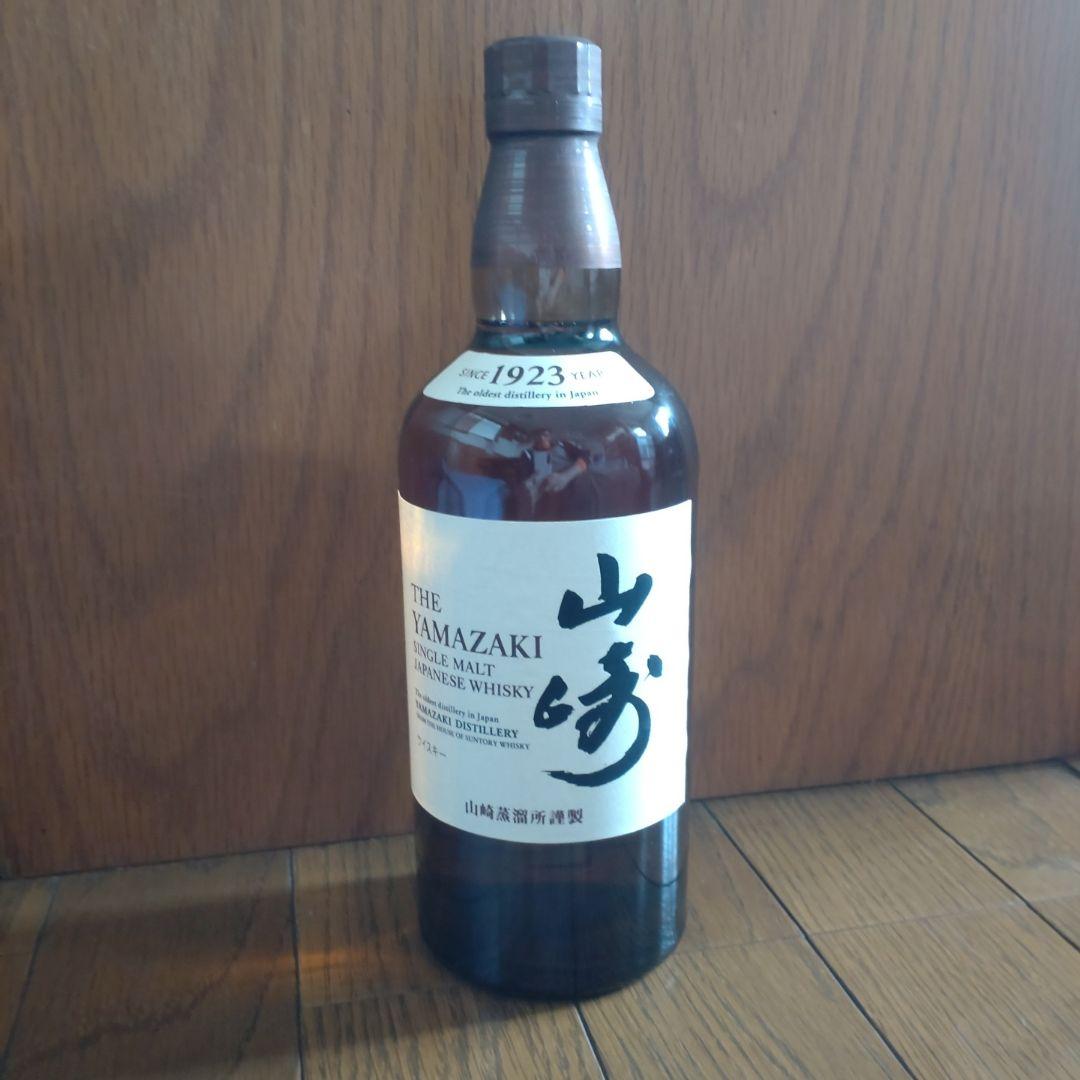 SINCE 1923 YEAR
The oldest distillery in Japan
THE
YAMAZAKI
SINGLE MALT
JAPANESE WHISKY
The oldest distillery in Japan
YAMAZAKI DISTILLERY
FROM THE HOUSE OF SUNTORY WHISKY
ウイスキー
山崎
山崎蒸溜所謹製